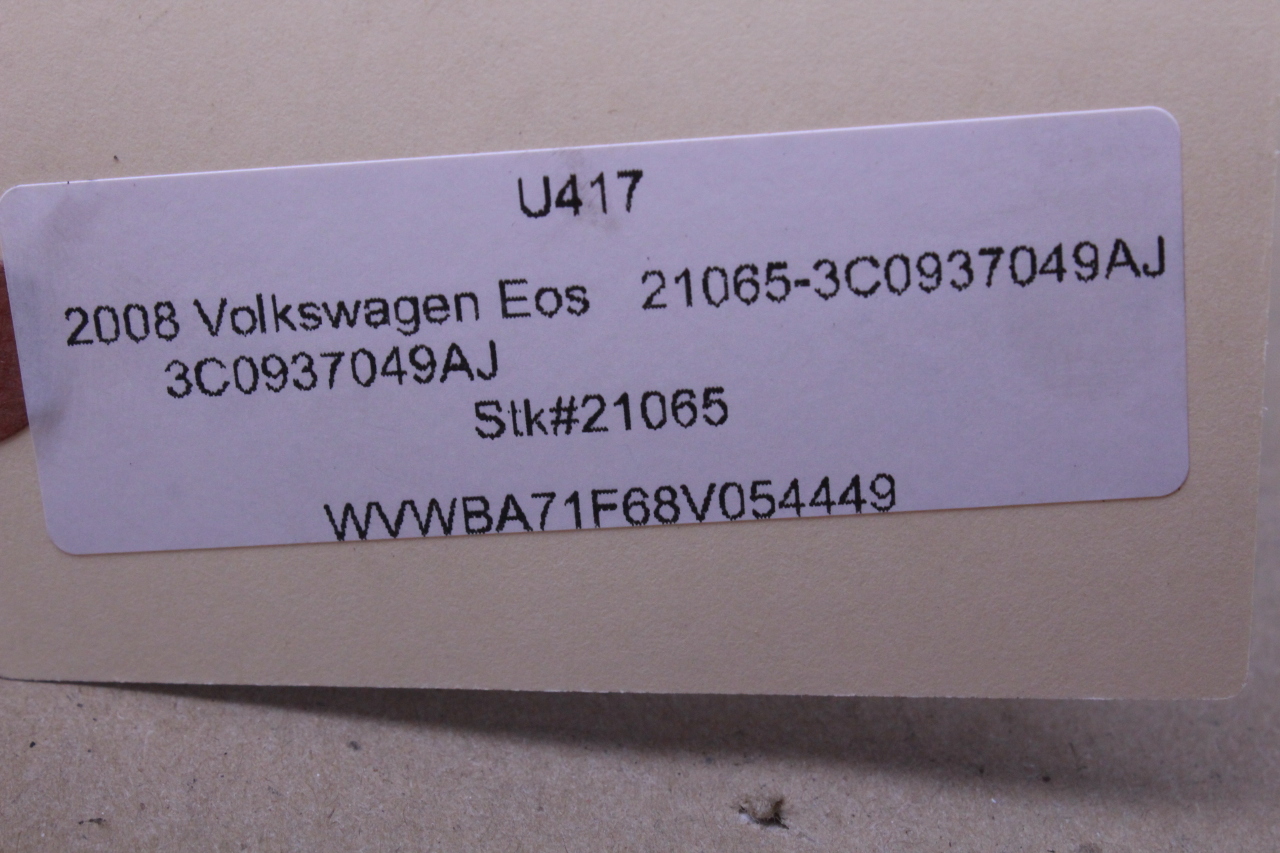 U417
2008 Volkswagen Eos 21065-3C0937049AJ
3C0937049AJ
Stk#21065
WVWBA71F68V054449